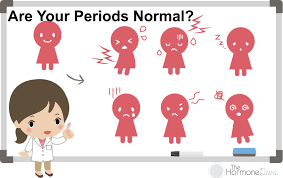 Are Your Periods Normal?
The
Hormone Diva